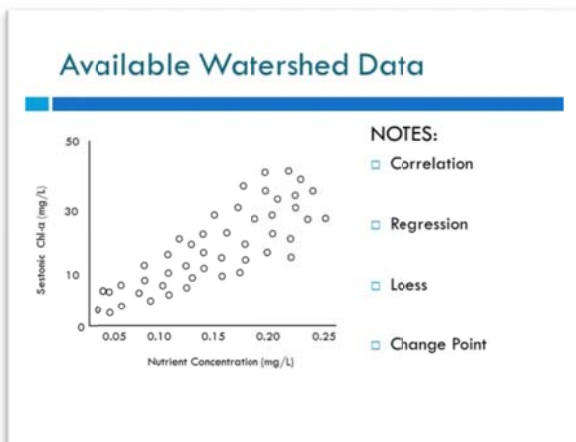 Available Watershed Data
NOTES:
Correlation
Regression
Loess
Change Point
Sestonic Chl-a (mg/L)
50
30
10
0
0.05 0.10 0.15 0.20 0.25
Nutrient Concentration (mg/L)